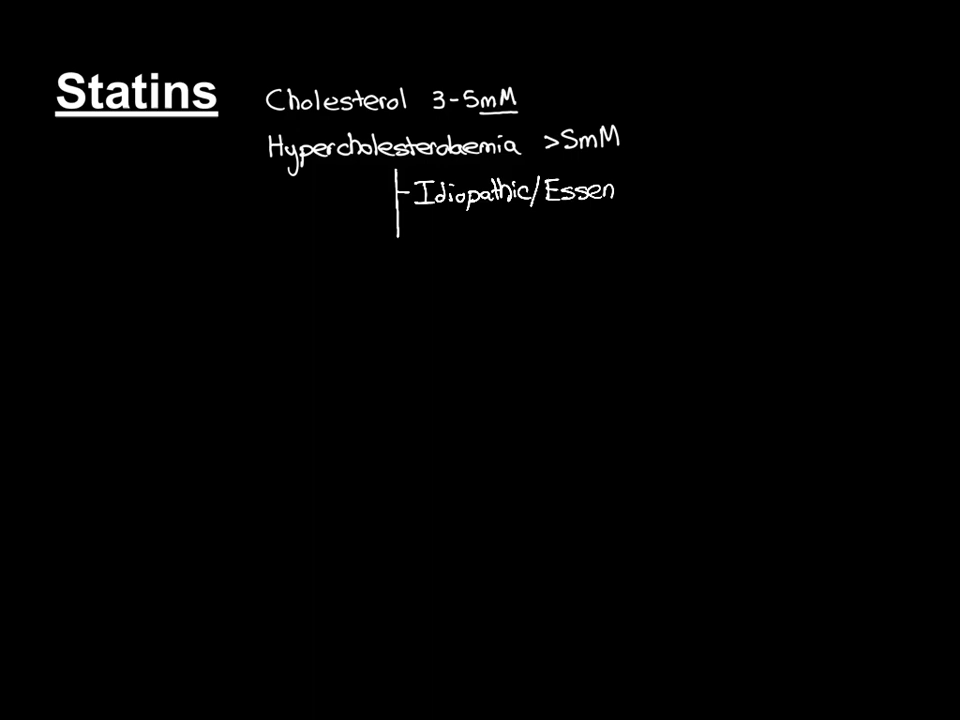 Statins
Cholesterol 3-5mM
Hypercholesterolaemia >5mM
Idiopathic/Essen